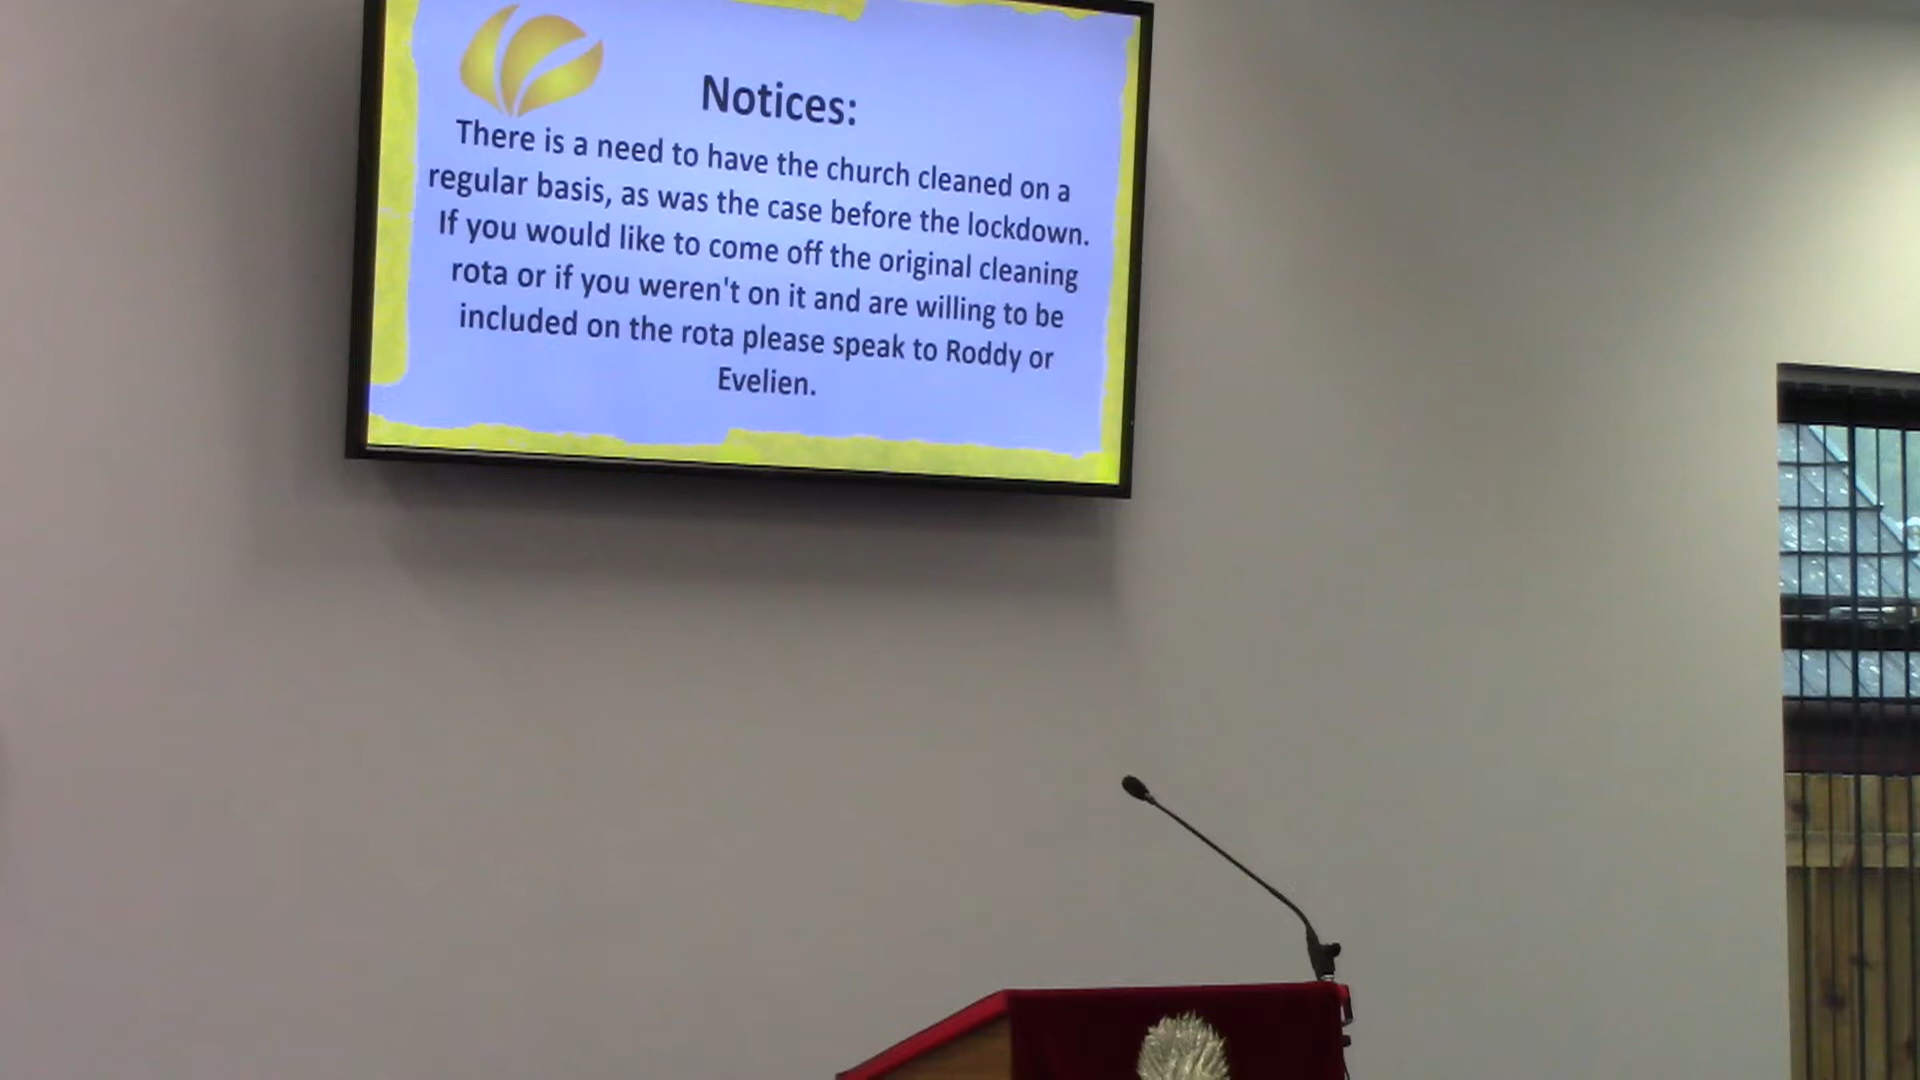 Notices:
There is a need to have the church cleaned on a
regular basis, as was the case before the lockdown.
If you would like to come off the original cleaning
rota or if you weren't on it and are willing to be
included on the rota please speak to Roddy or
Evelien.